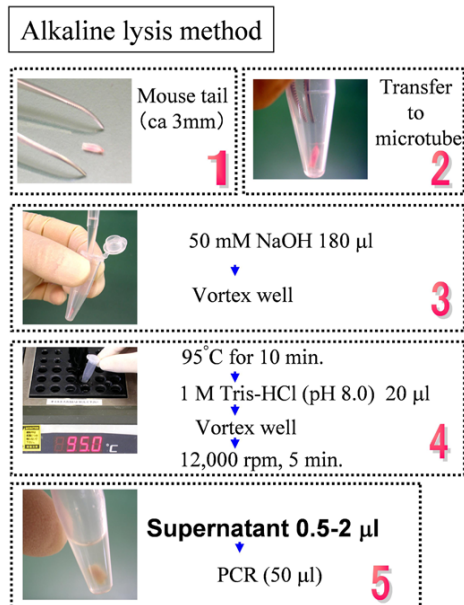 Alkaline lysis method
Mouse tail
(ca 3mm)
1
Transfer
to
microtube
2
50 mM NaOH 180 µl
Vortex well
3
95°C for 10 min.
1 M Tris-HCl (pH 8.0) 20 µl
Vortex well
12,000 rpm, 5 min.
4
95.0 °C
Supernatant 0.5-2 µl
PCR (50 µl)
5